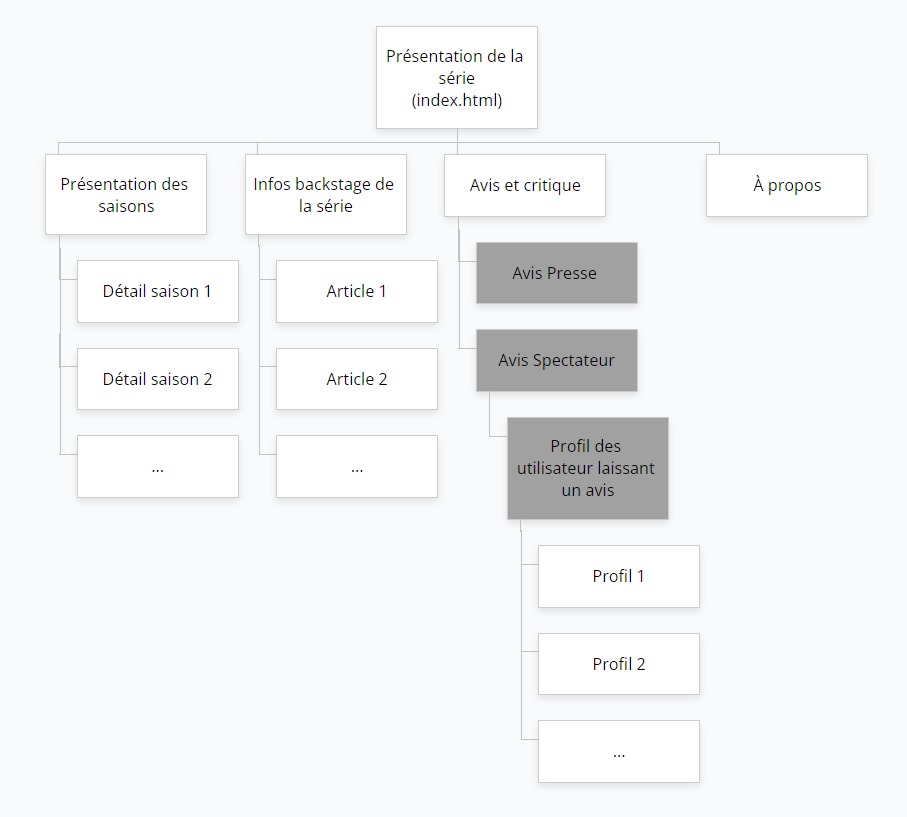 Présentation de la
série
(index.html)
Présentation des
saisons
Détail saison 1
Détail saison 2
...
Infos backstage de
la série
Article 1
Article 2
...
Avis et critique
Avis Presse
Avis Spectateur
Profil des
utilisateur laissant
un avis
Profil 1
Profil 2
...
À propos